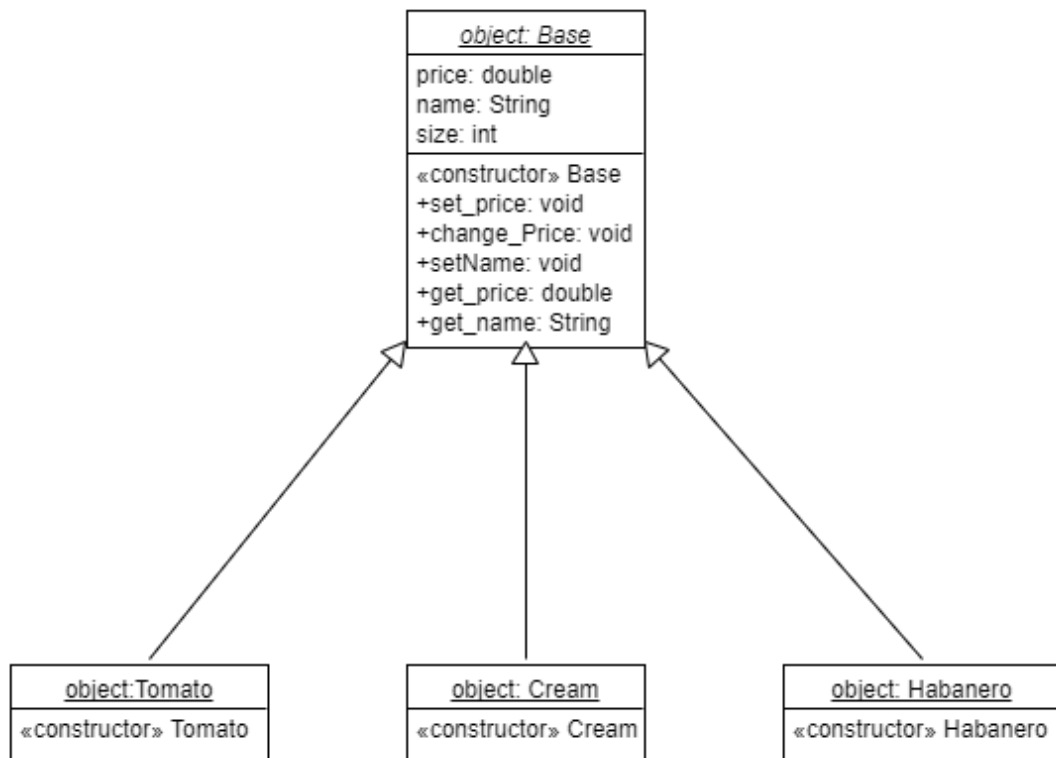 object: Base
price: double
name: String
size: int
«constructor» Base
+set_price: void
+change_Price: void
+setName: void
+get_price: double
+get_name: String
object:Tomato
«constructor» Tomato
object: Cream
«constructor» Cream
object: Habanero
«constructor» Habanero